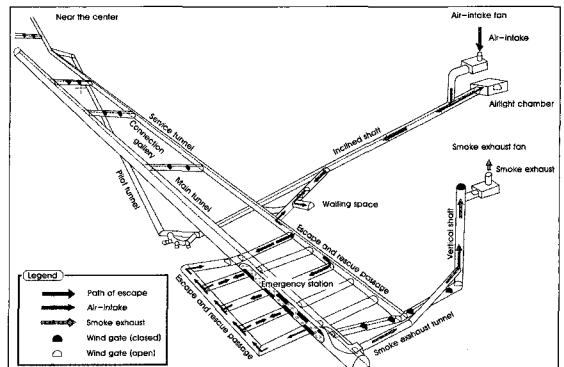 Near the center
Air-intake fan
Air-intake
Airlight chamber
Service tunnel
Connection
gallery
Inclined shaft
Smoke exhaust fan
Smoke exhaust
Main tunnel
Pilot tunnel
Waiting space
Vertical shaft
Escape and rescue passage
Emergency station
Escape and rescue passage
Smoke exhaust tunnel
Legend
Path of escape
Air-intake
Smoke exhaust
Wind gate (closed)
Wind gate (open)